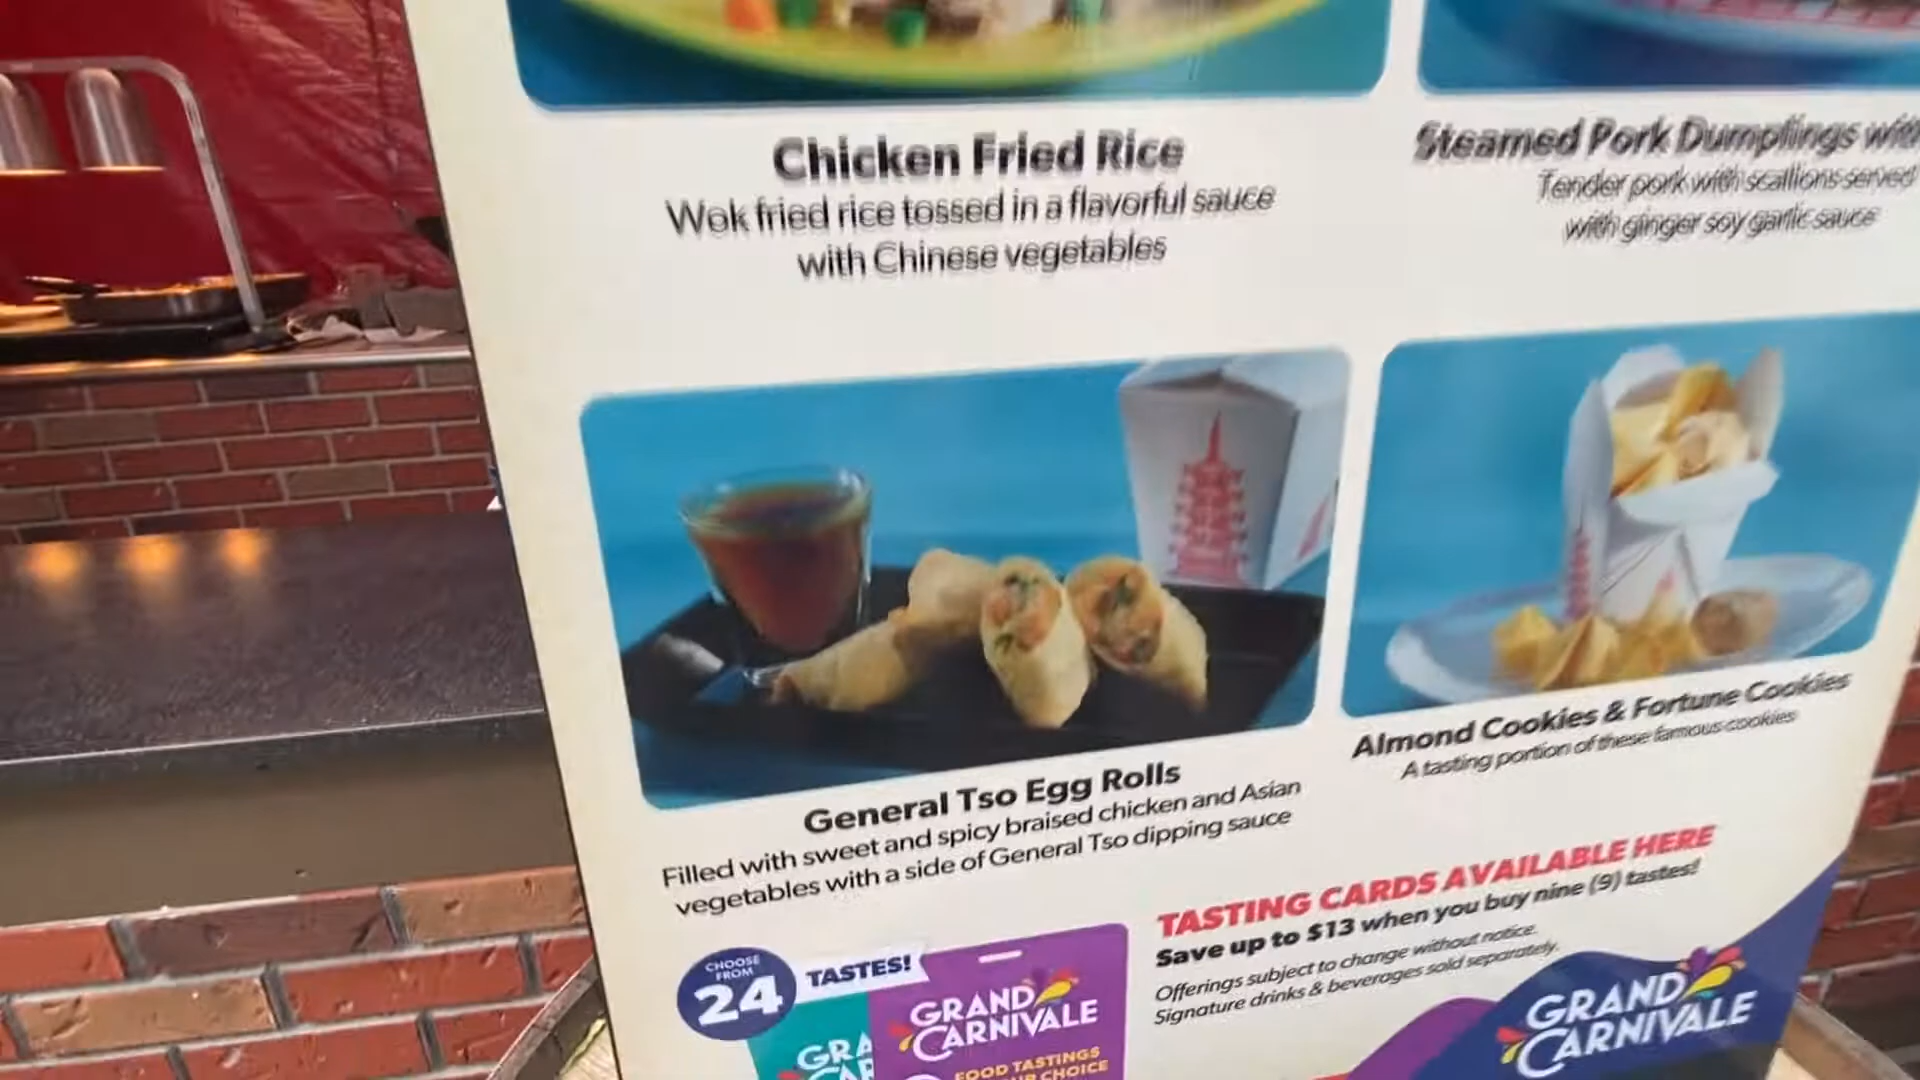 Chicken Fried Rice
Wok fried rice tossed in a flavorful sauce
with Chinese vegetables
Steamed Pork Dumplings with
Tender pork with scallions served
with ginger soy garlic sauce
General Tso Egg Rolls
Filled with sweet and spicy braised chicken and Asian
vegetables with a side of General Tso dipping sauce
Almond Cookies & Fortune Cookies
A tasting portion of these famous cookies
TASTING CARDS AVAILABLE HERE
Save up to $13 when you buy nine (9) tastes!
Offerings subject to change without notice.
Signature drinks & beverages sold separately.
CHOOSE
FROM
24
TASTES!
GRAND
CARNIVALE
FOOD TASTINGS
CHOICE
GRA
CAR
GRAND
CARNIVALE